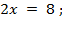 2x = 8 ;